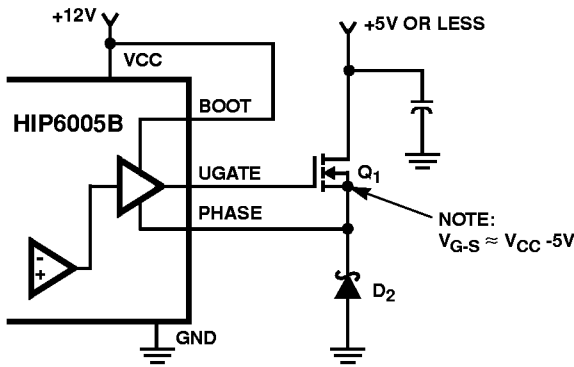 +12V
+5V OR LESS
VCC
BOOT
HIP6005B
UGATE
Q1
PHASE
NOTE:
VG-S ≈ VCC -5V
-
+
D2
GND